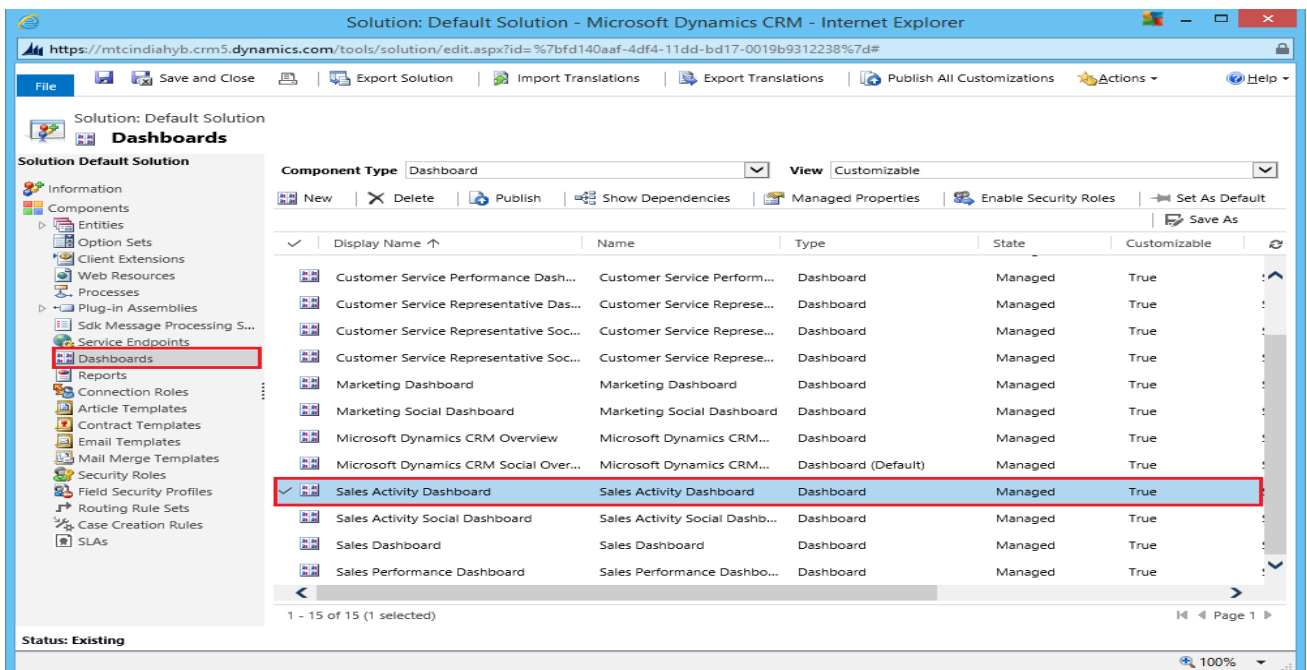 Solution: Default Solution - Microsoft Dynamics CRM - Internet Explorer
https://mtcindiahyb.crm5.dynamics.com/tools/solution/edit.aspx?id=%7bfd140aaf-4df4-11dd-bd17-0019b9312238%7d#
File Save and Close Export Solution Import Translations Export Translations Publish All Customizations Actions Help
Solution: Default Solution
Dashboards
Solution Default Solution
Information
Components
Entities
Option Sets
Client Extensions
Web Resources
Processes
Plug-in Assemblies
Sdk Message Processing S...
Service Endpoints
Dashboards
Reports
Connection Roles
Article Templates
Contract Templates
Email Templates
Mail Merge Templates
Security Roles
Field Security Profiles
Routing Rule Sets
Case Creation Rules
SLAs
Component Type Dashboard View Customizable
New Delete Publish Show Dependencies Managed Properties Enable Security Roles Set As Default
Save As
Display Name Name Type State Customizable
Customer Service Performance Dash... Customer Service Perform... Dashboard Managed True
Customer Service Representative Das... Customer Service Represe... Dashboard Managed True
Customer Service Representative Soc... Customer Service Represe... Dashboard Managed True
Customer Service Representative Soc... Customer Service Represe... Dashboard Managed True
Marketing Dashboard Marketing Dashboard Dashboard Managed True
Marketing Social Dashboard Marketing Social Dashboard Dashboard Managed True
Microsoft Dynamics CRM Overview Microsoft Dynamics CRM... Dashboard Managed True
Microsoft Dynamics CRM Social Over... Microsoft Dynamics CRM... Dashboard (Default) Managed True
Sales Activity Dashboard Sales Activity Dashboard Dashboard Managed True
Sales Activity Social Dashboard Sales Activity Social Dashb... Dashboard Managed True
Sales Dashboard Sales Dashboard Dashboard Managed True
Sales Performance Dashboard Sales Performance Dashbo... Dashboard Managed True
1 - 15 of 15 (1 selected) Page 1
Status: Existing
100%